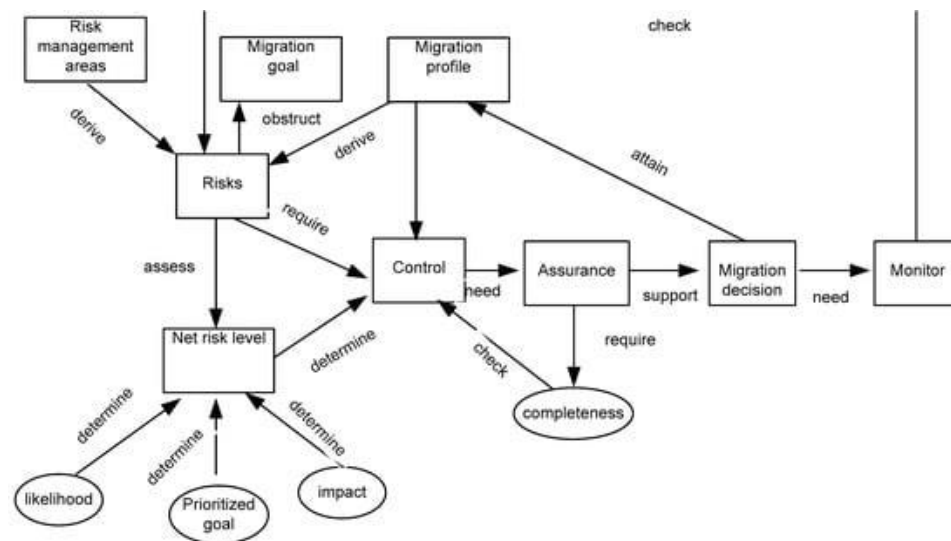 Risk
management
areas
Migration
goal
Migration
profile
check
derive
obstruct
derive
attain
Risks
require
assess
Control
need
Assurance
support
Migration
decision
need
Monitor
Net risk level
determine
check
require
completeness
determine
determine
determine
likelihood
Prioritized
goal
impact